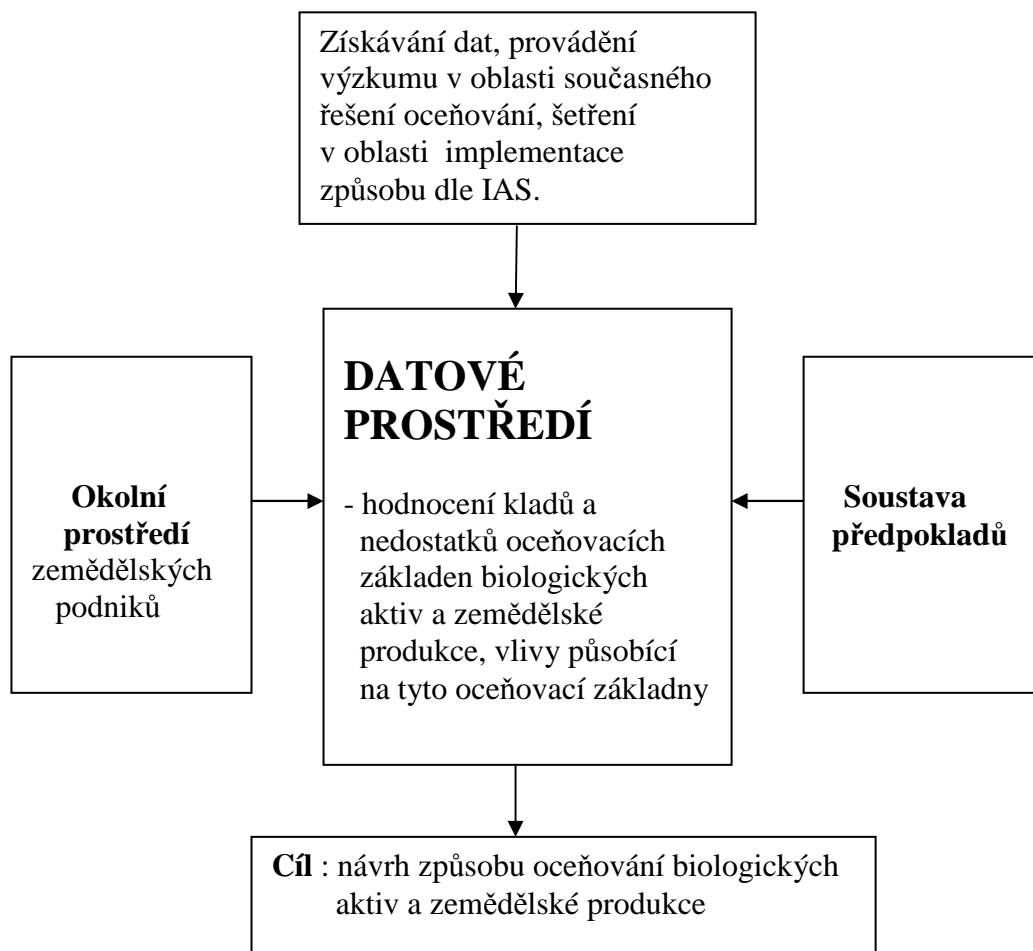 Získávání dat, provádění
výzkumu v oblasti současného
řešení oceňování, šetření
v oblasti implementace
způsobu dle IAS.
DATOVÉ
PROSTŘEDÍ
Okolní
prostředí
zemědělských
podniků
- hodnocení kladů a
nedostatků oceňovacích
základen biologických
aktiv a zemědělské
produkce, vlivy působící
na tyto oceňovací základny
Soustava
předpokladů
Cíl : návrh způsobu oceňování biologických
aktiv a zemědělské produkce